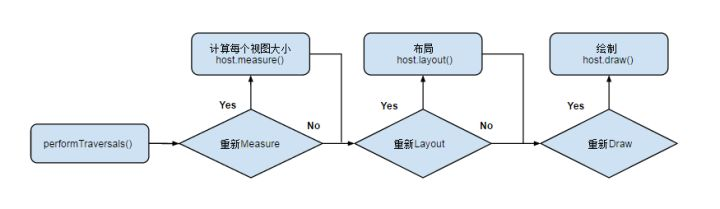 计算每个视图大小
host.measure()
布局
host.layout()
绘制
host.draw()
Yes
Yes
Yes
No
No
performTraversals()
重新Measure
重新Layout
重新Draw